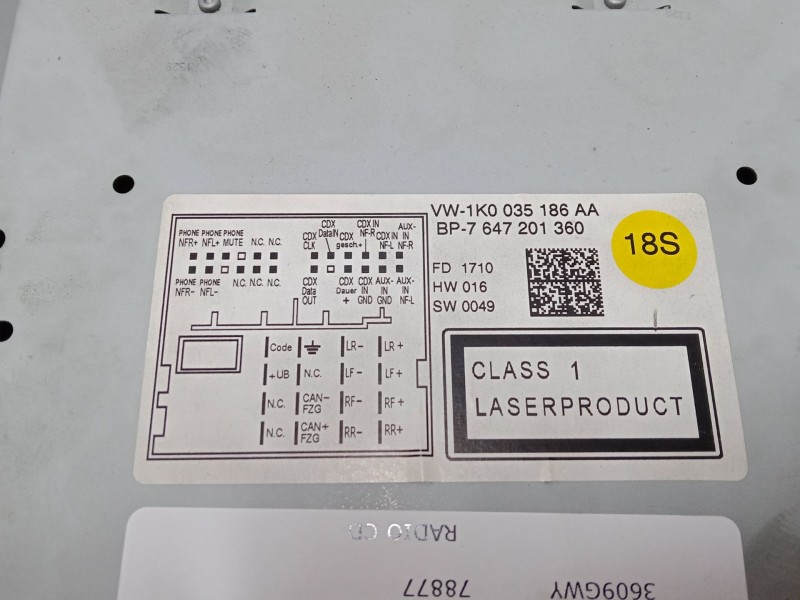 VW-1K0 035 186 AA
BP-7 647 201 360
18S
FD 1710
HW 016
SW 0049
CLASS 1
LASERPRODUCT
PHONE NFR+ PHONE NFL+ PHONE MUTE N.C. N.C.
PHONE NFR- PHONE NFL- N.C. N.C. N.C.
CDX CLK CDX DataIN CDX gesch.+ CDX IN NF-R CDX IN NF-L AUX-IN NF-R
CDX Data OUT CDX Dauer + CDX IN GND AUX-IN GND AUX-IN NF-L
Code LR- LR+
+UB N.C. LF- LF+
N.C. CAN-FZG RF- RF+
N.C. CAN+FZG RR- RR+
RADIO CD
78877 3609GWY